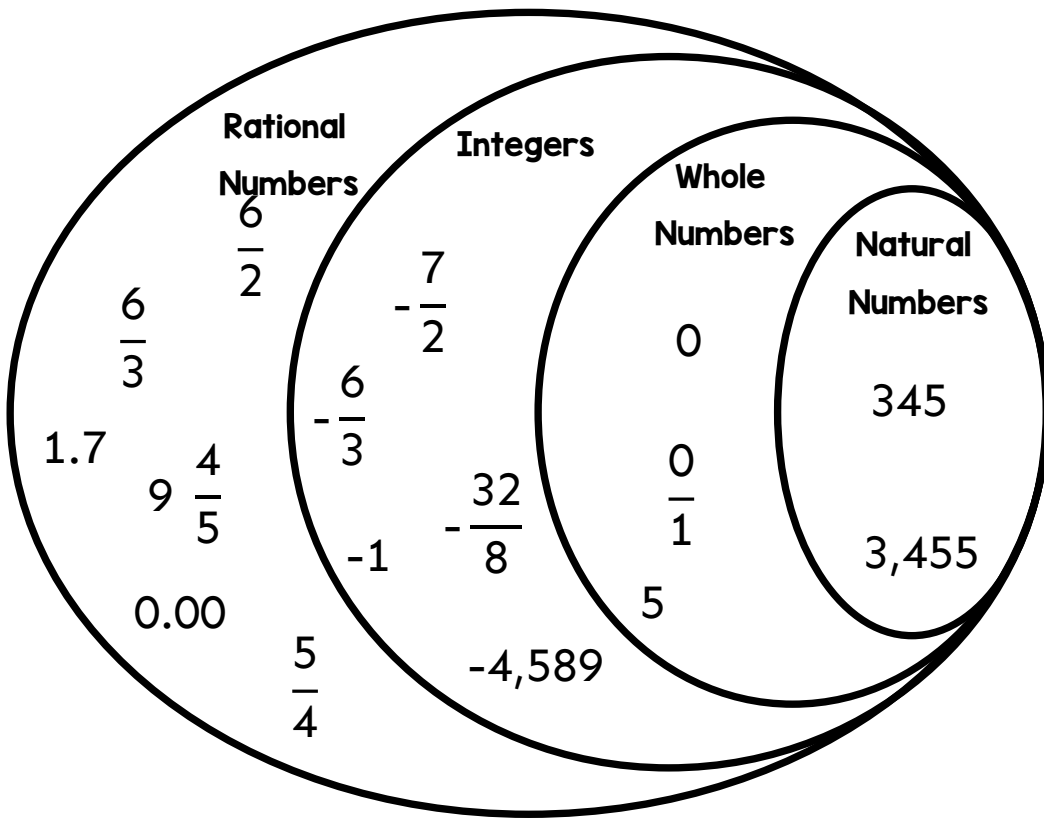 Rational
Numbers
6/2
6/3
1.7
9 4/5
0.00
5/4
Integers
-7/2
-6/3
-32/8
-1
-4,589
Whole
Numbers
0
0/1
5
Natural
Numbers
345
3,455